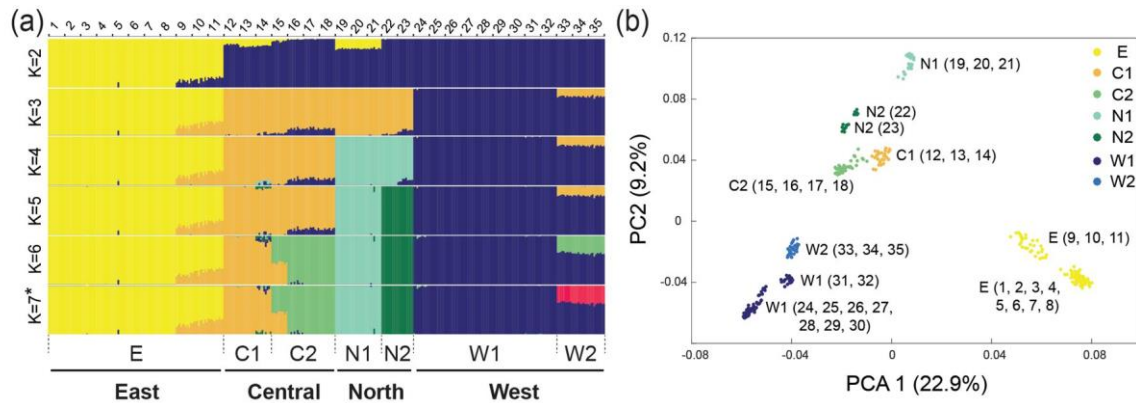 (a)
1 2 3 4 5 6 7 8 9 10 11 12 13 14 15 16 17 18 19 20 21 22 23 24 25 26 27 28 29 30 31 32 33 34 35
K=2
K=3
K=4
K=5
K=6
K=7*
E C1 C2 N1 N2 W1 W2
East Central North West
(b)
0.12
0.08
0.04
0
-0.04
-0.08 -0.04 0 0.04 0.08
PC2 (9.2%)
PCA 1 (22.9%)
N1 (19, 20, 21)
N2 (22)
N2 (23)
C1 (12, 13, 14)
C2 (15, 16, 17, 18)
W2 (33, 34, 35)
W1 (31, 32)
W1 (24, 25, 26, 27,
28, 29, 30)
E (9, 10, 11)
E (1, 2, 3, 4,
5, 6, 7, 8)
E
C1
C2
N1
N2
W1
W2